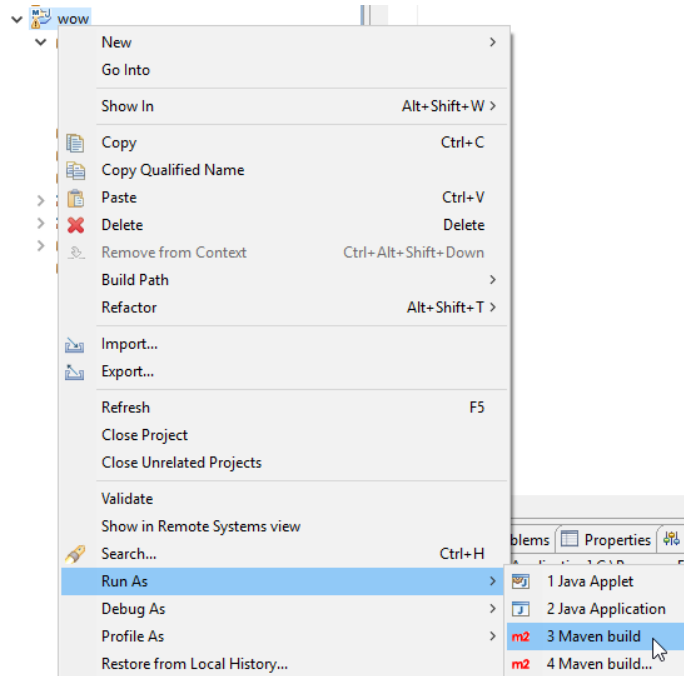 wow
New
Go Into
Show In Alt+Shift+W
Copy Ctrl+C
Copy Qualified Name
Paste Ctrl+V
Delete Delete
Remove from Context Ctrl+Alt+Shift+Down
Build Path
Refactor Alt+Shift+T
Import...
Export...
Refresh F5
Close Project
Close Unrelated Projects
Validate
Show in Remote Systems view
blems Properties
Search... Ctrl+H
Run As
1 Java Applet
Debug As
2 Java Application
Profile As
m2 3 Maven build
Restore from Local History...
m2 4 Maven build...